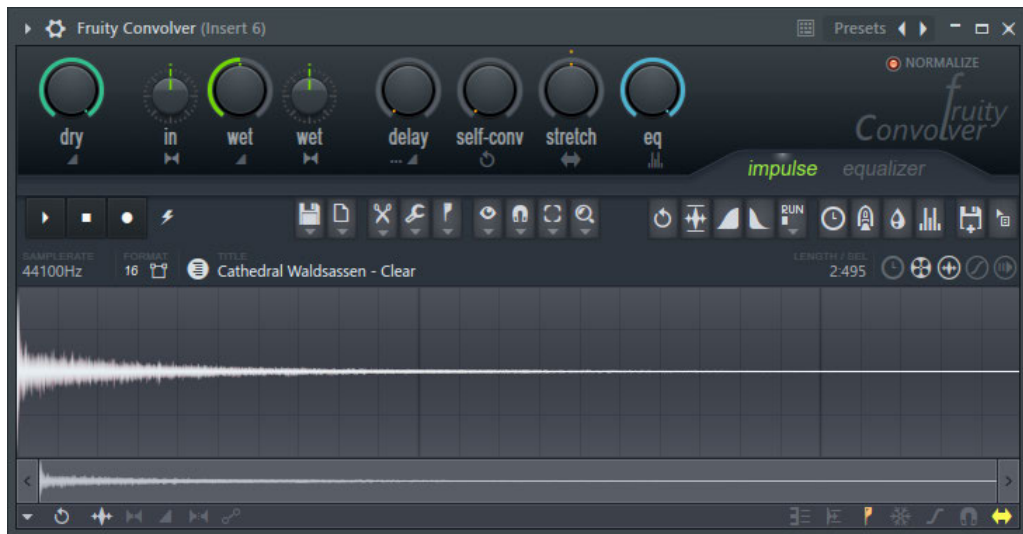 Fruity Convolver (Insert 6) Presets
NORMALIZE
fruity
Convolver
dry in wet wet delay self-conv stretch eq
impulse equalizer
RUN
SAMPLERATE FORMAT TITLE LENGTH / SEL
44100Hz 16 Cathedral Waldsassen - Clear 2:495